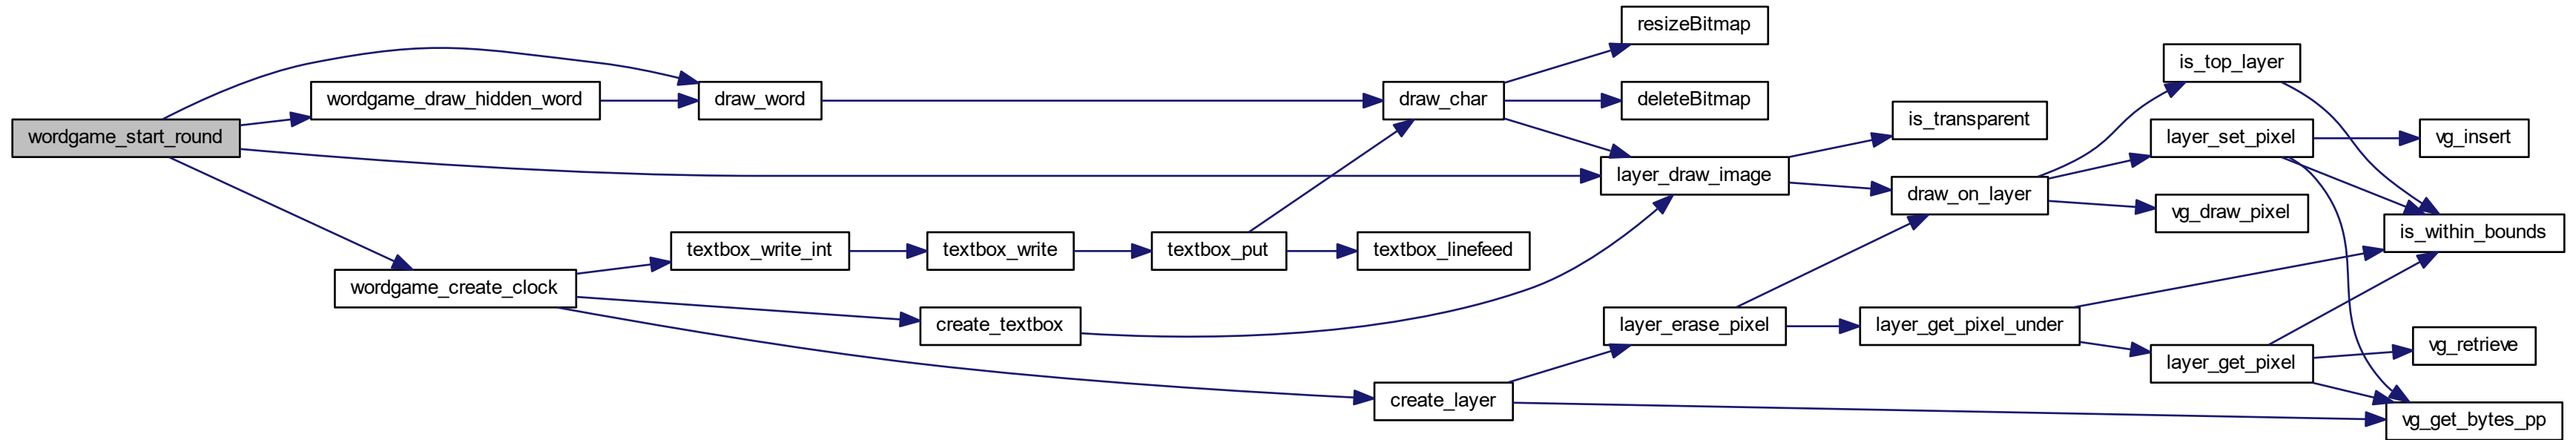 wordgame_start_round
wordgame_draw_hidden_word
draw_word
wordgame_create_clock
textbox_write_int
textbox_write
textbox_put
textbox_linefeed
create_textbox
create_layer
draw_char
resizeBitmap
deleteBitmap
layer_draw_image
is_transparent
draw_on_layer
layer_erase_pixel
layer_get_pixel_under
is_top_layer
layer_set_pixel
vg_draw_pixel
layer_get_pixel
vg_insert
is_within_bounds
vg_retrieve
vg_get_bytes_pp